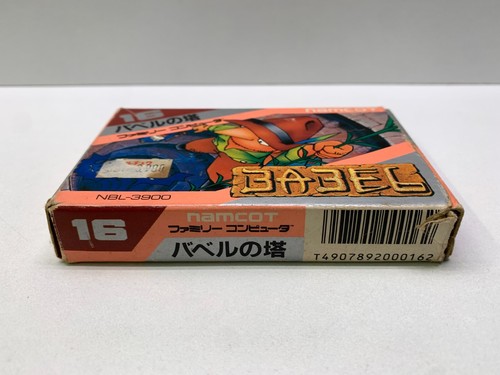 16
バベルの塔
ファミリー コンピュータ
namcot
BABEL
NBL-3900
16
namcot
ファミリー コンピュータ
バベルの塔
T4907892000162